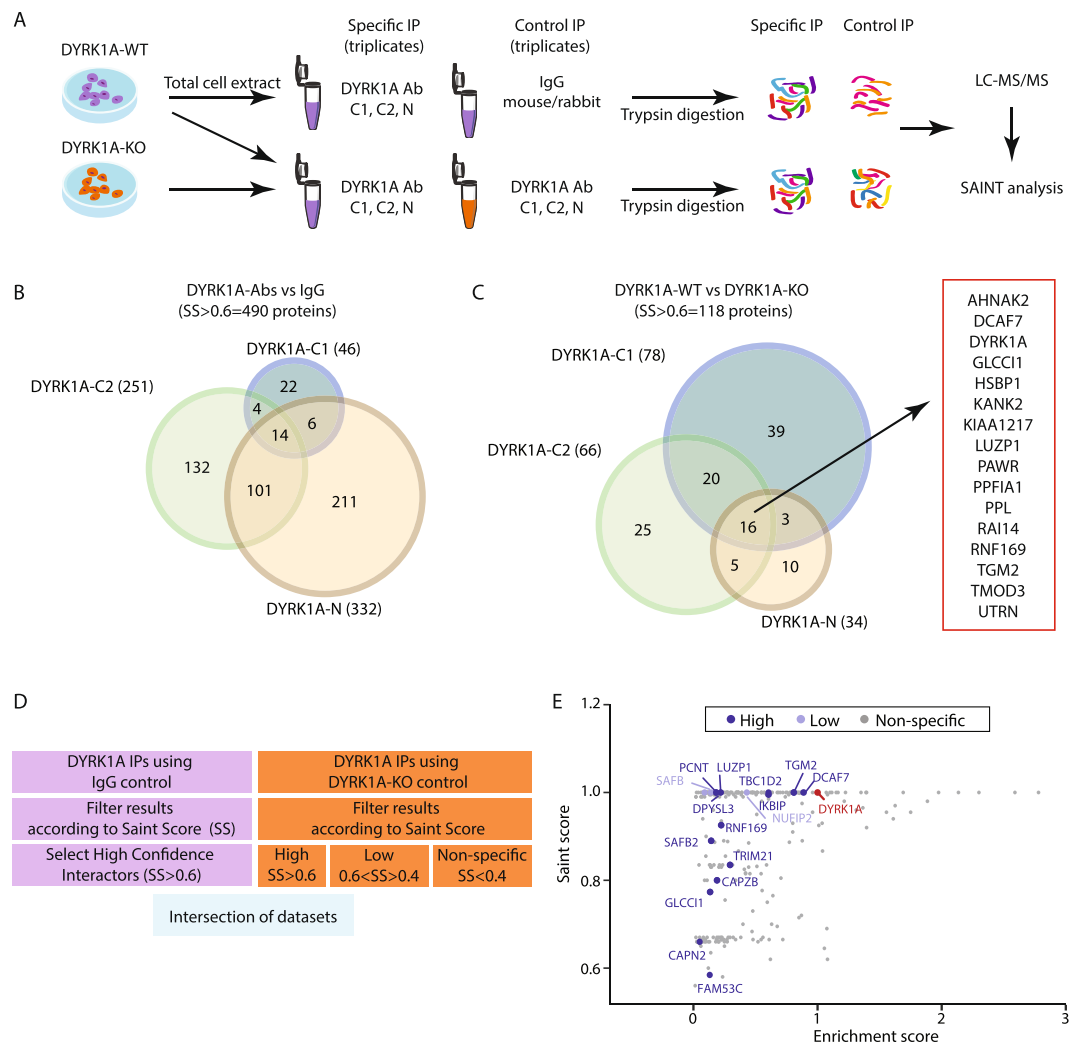 A
DYRK1A-WT
DYRK1A-KO
Total cell extract
Specific IP
(triplicates)
Control IP
(triplicates)
DYRK1A Ab
C1, C2, N
IgG
mouse/rabbit
DYRK1A Ab
C1, C2, N
DYRK1A Ab
C1, C2, N
Trypsin digestion
Trypsin digestion
Specific IP
Control IP
LC-MS/MS
SAINT analysis
B
DYRK1A-Abs vs IgG
(SS>0.6=490 proteins)
DYRK1A-C1 (46)
DYRK1A-C2 (251)
22
4
6
14
132
101
211
DYRK1A-N (332)
C
DYRK1A-WT vs DYRK1A-KO
(SS>0.6=118 proteins)
DYRK1A-C1 (78)
DYRK1A-C2 (66)
39
20
16
3
25
5
10
DYRK1A-N (34)
AHNAK2
DCAF7
DYRK1A
GLCCI1
HSBP1
KANK2
KIAA1217
LUZP1
PAWR
PPFIA1
PPL
RAI14
RNF169
TGM2
TMOD3
UTRN
D
DYRK1A IPs using
IgG control
DYRK1A IPs using
DYRK1A-KO control
Filter results
according to Saint Score (SS)
Filter results
according to Saint Score
Select High Confidence
Interactors (SS>0.6)
High
SS>0.6
Low
0.6<SS>0.4
Non-specific
SS<0.4
Intersection of datasets
E
1.2
1.0
0.8
0.6
Saint score
High
Low
Non-specific
PCNT
LUZP1
SAFB
TBC1D2
TGM2
DCAF7
DPYSL3
IKBIP
NUFIP2
DYRK1A
RNF169
SAFB2
TRIM21
CAPZB
GLCCI1
CAPN2
FAM53C
0
1
2
3
Enrichment score